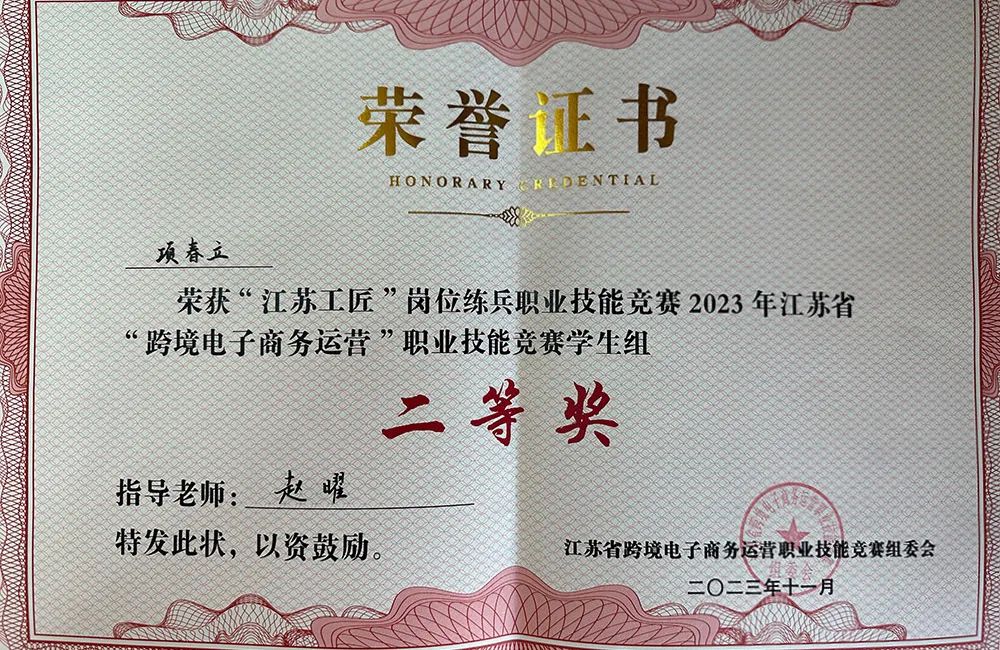 荣誉证书
HONORARY CREDENTIAL
项春立
荣获“江苏工匠”岗位练兵职业技能竞赛2023年江苏省
“跨境电子商务运营”职业技能竞赛学生组
二等奖
指导老师：赵曜
特发此状，以资鼓励。
江苏省跨境电子商务运营职业技能竞赛组委会
二〇二三年十一月
组委会